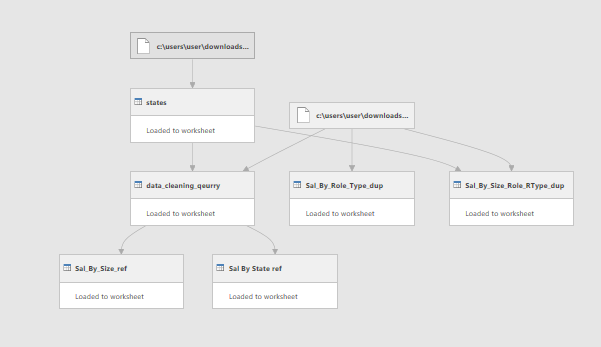 c:\users\user\downloads...
states
Loaded to worksheet
c:\users\user\downloads...
data_cleaning_qeurry
Loaded to worksheet
Sal_By_Role_Type_dup
Loaded to worksheet
Sal_By_Size_Role_RType_dup
Loaded to worksheet
Sal_By_Size_ref
Loaded to worksheet
Sal By State ref
Loaded to worksheet